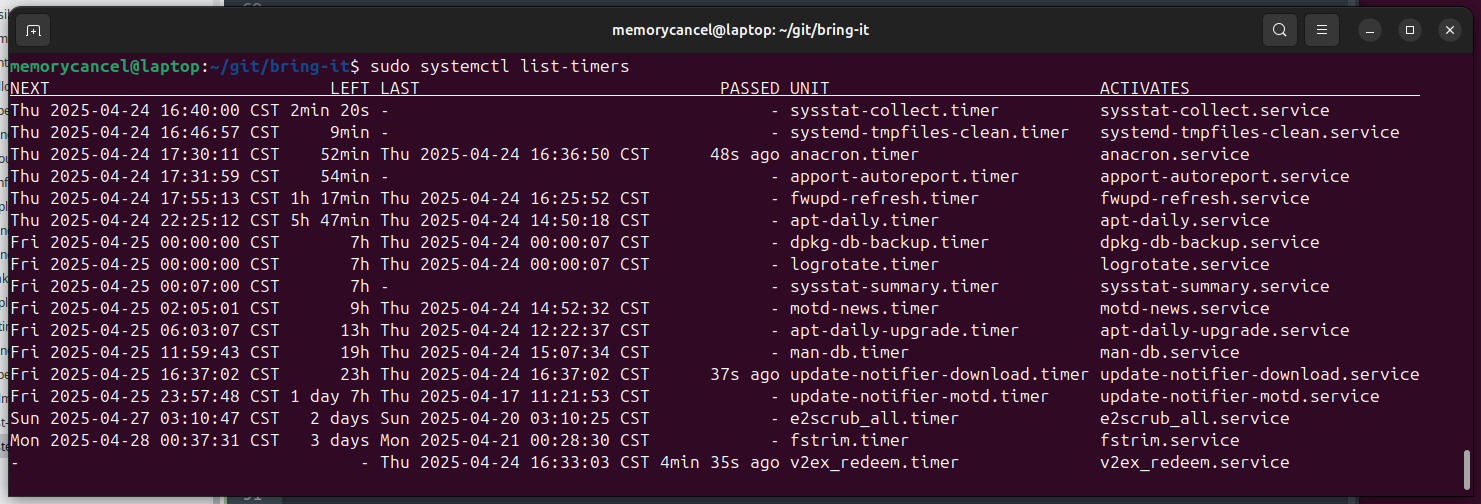 memorycancel@laptop: ~/git/bring-it
memorycancel@laptop:~/git/bring-it$ sudo systemctl list-timers
NEXT LEFT LAST PASSED UNIT ACTIVATES
Thu 2025-04-24 16:40:00 CST 2min 20s - - sysstat-collect.timer sysstat-collect.service
Thu 2025-04-24 16:46:57 CST 9min - - systemd-tmpfiles-clean.timer systemd-tmpfiles-clean.service
Thu 2025-04-24 17:30:11 CST 52min Thu 2025-04-24 16:36:50 CST 48s ago anacron.timer anacron.service
Thu 2025-04-24 17:31:59 CST 54min - - apport-autoreport.timer apport-autoreport.service
Thu 2025-04-24 17:55:13 CST 1h 17min Thu 2025-04-24 16:25:52 CST - fwupd-refresh.timer fwupd-refresh.service
Thu 2025-04-24 22:25:12 CST 5h 47min Thu 2025-04-24 14:50:18 CST - apt-daily.timer apt-daily.service
Fri 2025-04-25 00:00:00 CST 7h Thu 2025-04-24 00:00:07 CST - dpkg-db-backup.timer dpkg-db-backup.service
Fri 2025-04-25 00:00:00 CST 7h Thu 2025-04-24 00:00:07 CST - logrotate.timer logrotate.service
Fri 2025-04-25 00:07:00 CST 7h - - sysstat-summary.timer sysstat-summary.service
Fri 2025-04-25 02:05:01 CST 9h Thu 2025-04-24 14:52:32 CST - motd-news.timer motd-news.service
Fri 2025-04-25 06:03:07 CST 13h Thu 2025-04-24 12:22:37 CST - apt-daily-upgrade.timer apt-daily-upgrade.service
Fri 2025-04-25 11:59:43 CST 19h Thu 2025-04-24 15:07:34 CST - man-db.timer man-db.service
Fri 2025-04-25 16:37:02 CST 23h Thu 2025-04-24 16:37:02 CST 37s ago update-notifier-download.timer update-notifier-download.service
Fri 2025-04-25 23:57:48 CST 1 day 7h Thu 2025-04-17 11:21:53 CST - update-notifier-motd.timer update-notifier-motd.service
Sun 2025-04-27 03:10:47 CST 2 days Sun 2025-04-20 03:10:25 CST - e2scrub_all.timer e2scrub_all.service
Mon 2025-04-28 00:37:31 CST 3 days Mon 2025-04-21 00:28:30 CST - fstrim.timer fstrim.service
- - Thu 2025-04-24 16:33:03 CST 4min 35s ago v2ex_redeem.timer v2ex_redeem.service